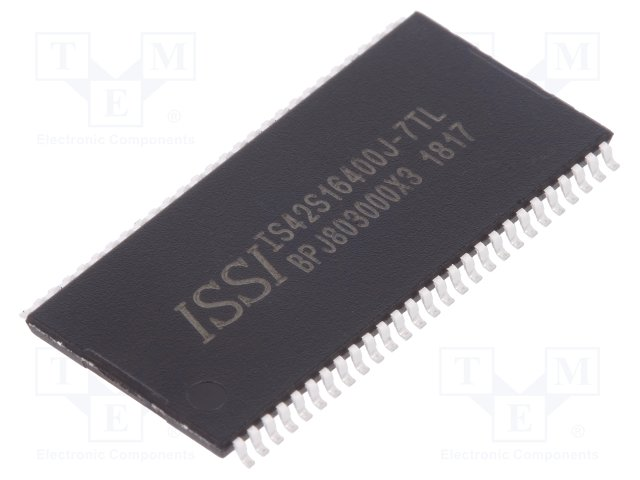 ISSI
IS42S16400J-7TL
BPJ803000X3 1817
TME
Electronic Components
TME
Electronic Components
TME
Electronic Components
TME
Electronic Components